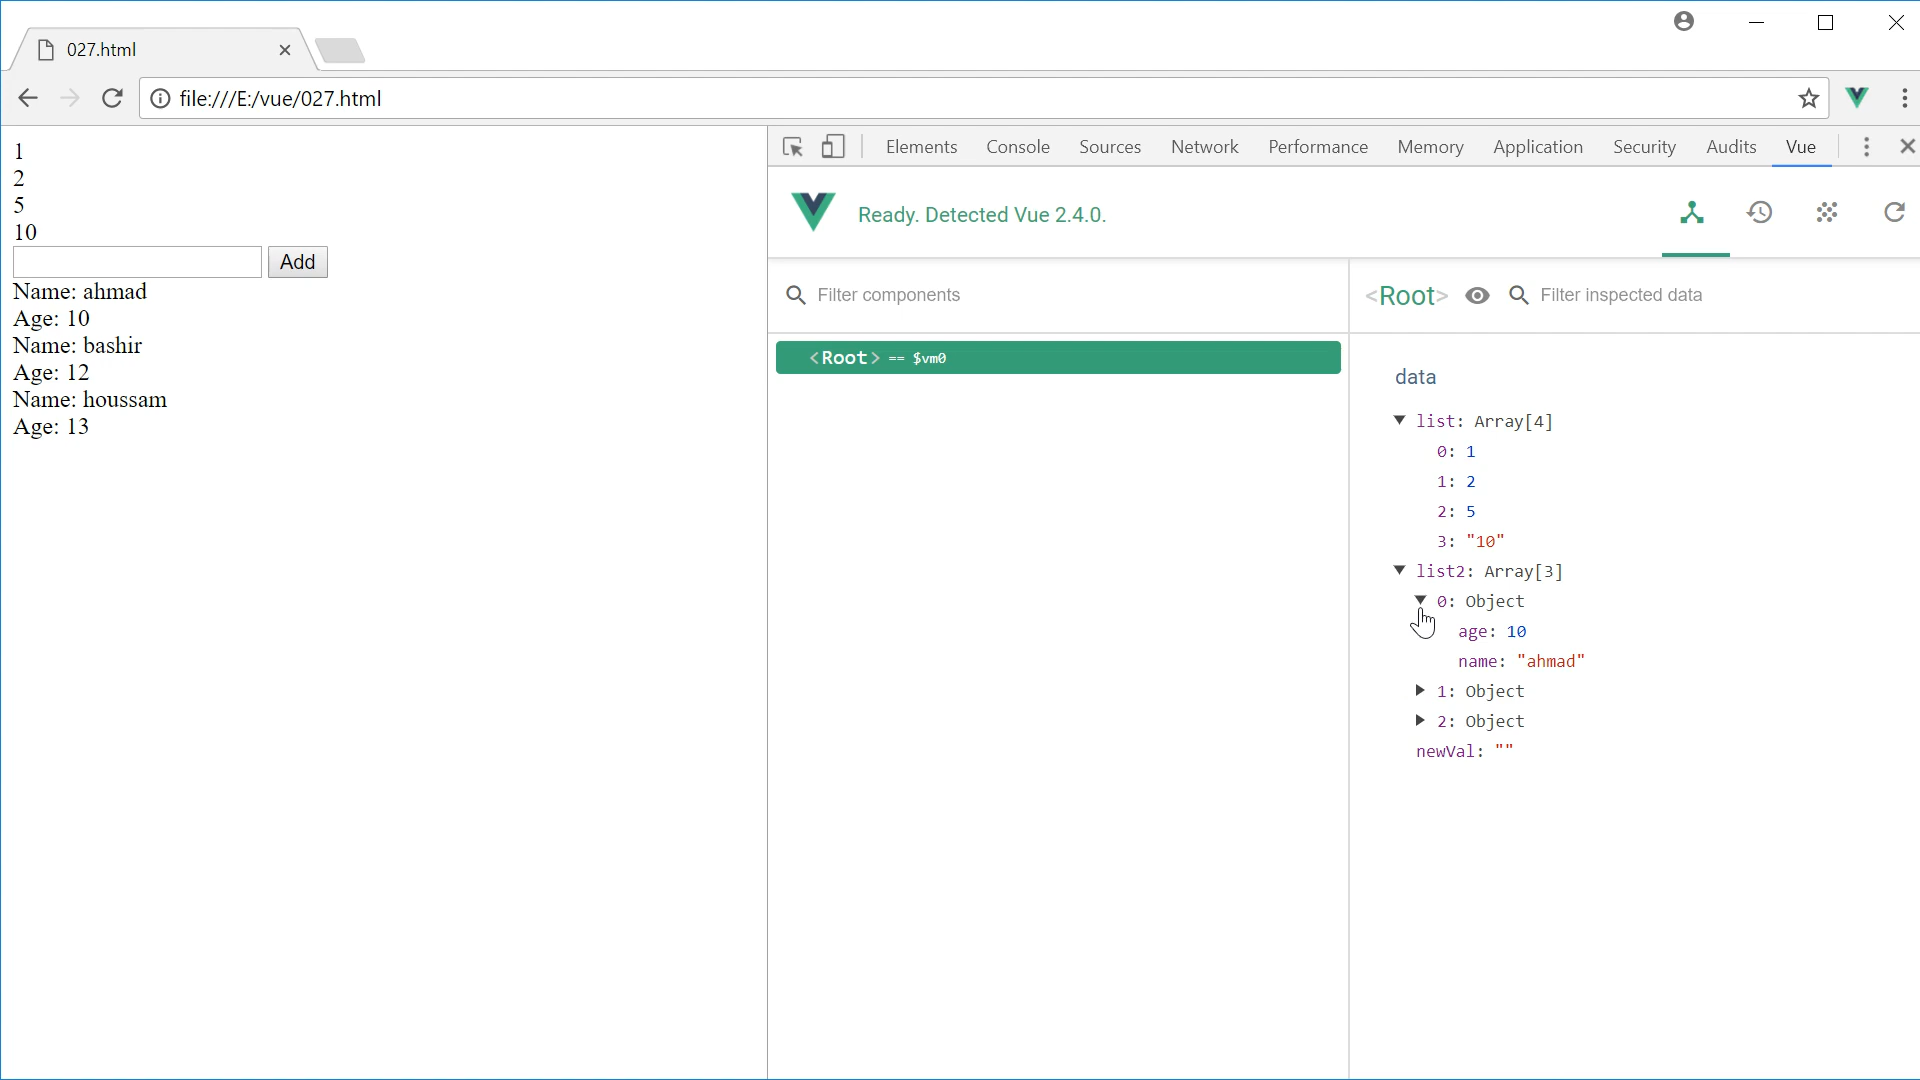 027.html
file:///E:/vue/027.html
1
2
5
10
Add
Name: ahmad
Age: 10
Name: bashir
Age: 12
Name: houssam
Age: 13
Elements Console Sources Network Performance Memory Application Security Audits Vue
Ready. Detected Vue 2.4.0.
Filter components
<Root> == $vm0
<Root> Filter inspected data
data
list: Array[4]
0: 1
1: 2
2: 5
3: "10"
list2: Array[3]
0: Object
age: 10
name: "ahmad"
1: Object
2: Object
newVal: ""